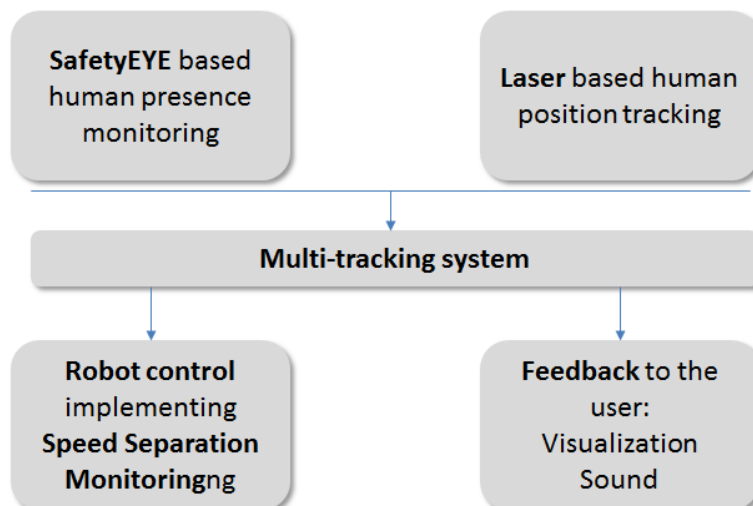 SafetyEYE based
human presence
monitoring
Laser based human
position tracking
Multi-tracking system
Robot control
implementing
Speed Separation
Monitoringng
Feedback to the
user:
Visualization
Sound